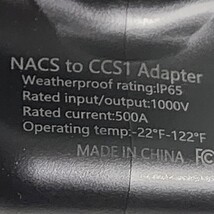 NACS to CCS1 Adapter
Weatherproof rating:IP65
Rated input/output:1000V
Rated current:500A
Operating temp:-22°F-122°F
MADE IN CHINA